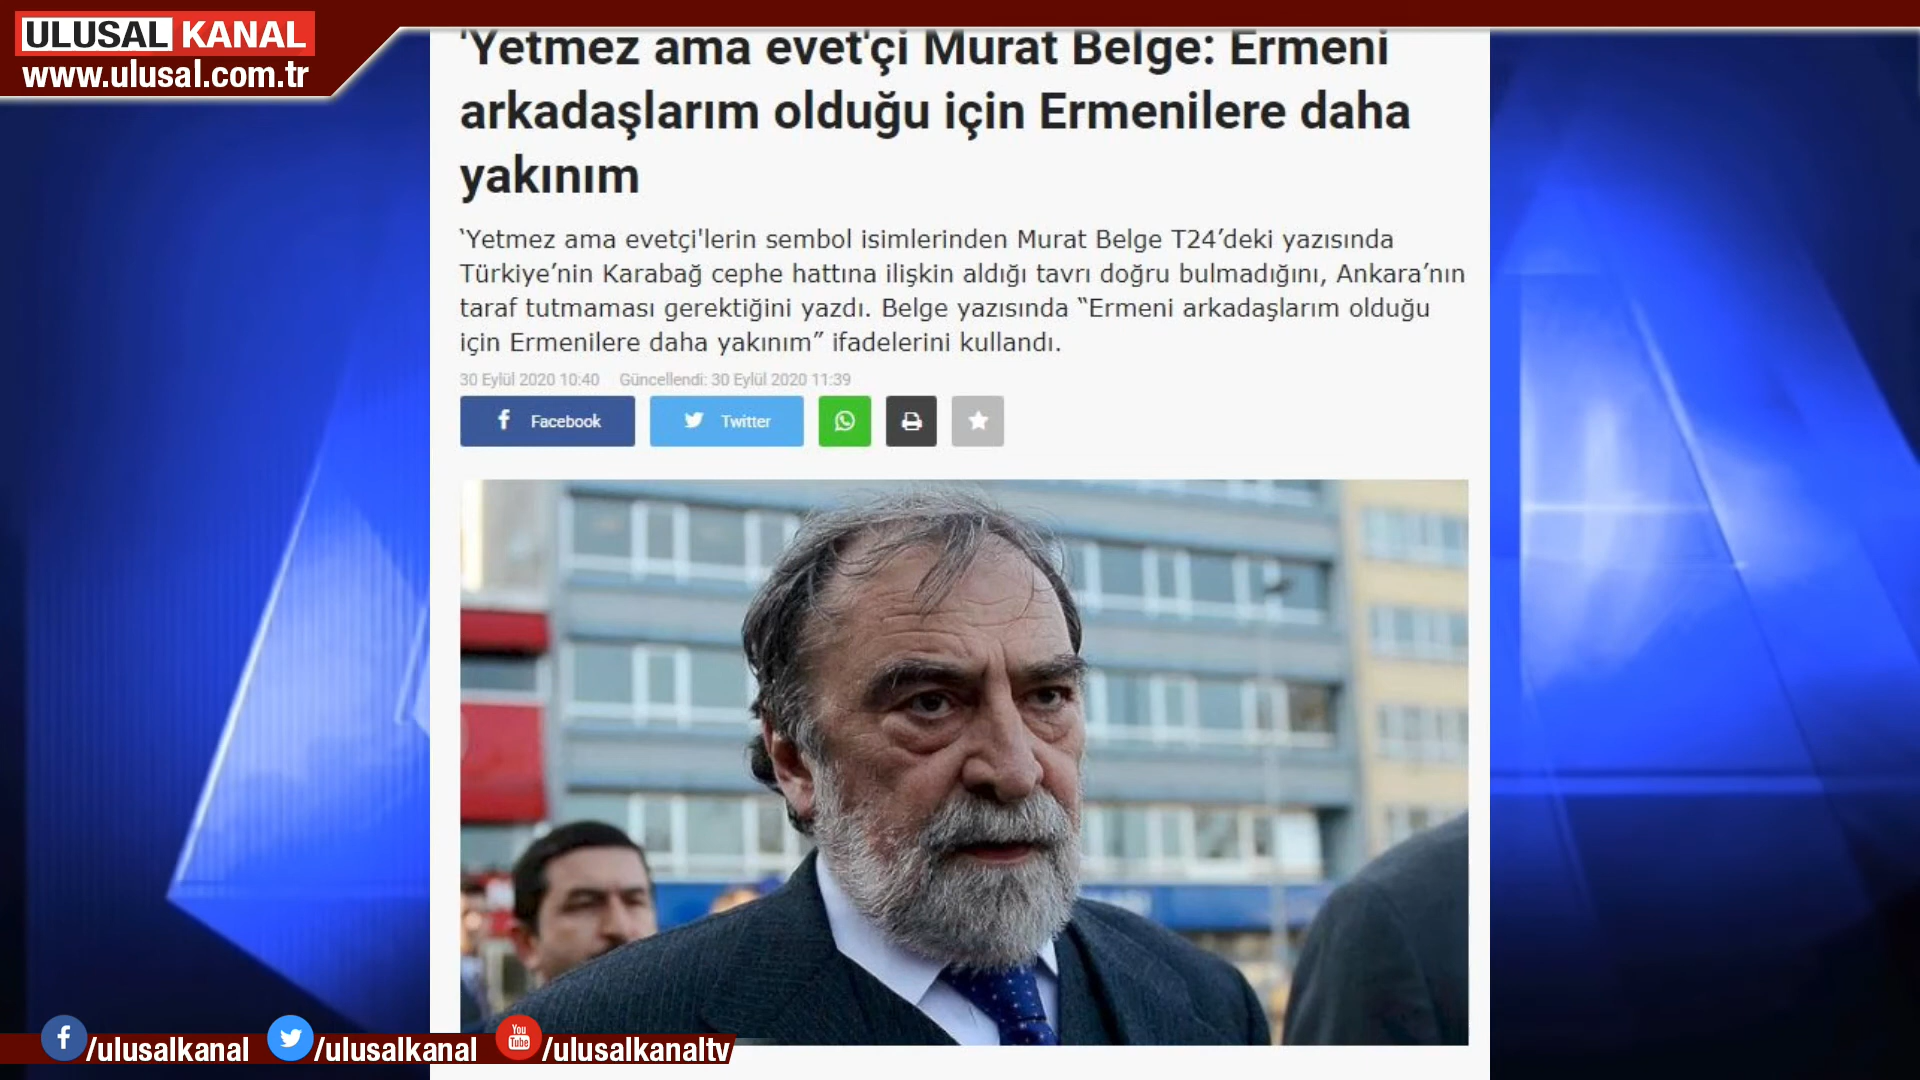 ULUSAL KANAL
www.ulusal.com.tr
'Yetmez ama evet'çi Murat Belge: Ermeni
arkadaşlarım olduğu için Ermenilere daha
yakınım
‘Yetmez ama evetçi'lerin sembol isimlerinden Murat Belge T24’deki yazısında
Türkiye’nin Karabağ cephe hattına ilişkin aldığı tavrı doğru bulmadığını, Ankara’nın
taraf tutmaması gerektiğini yazdı. Belge yazısında “Ermeni arkadaşlarım olduğu
için Ermenilere daha yakınım” ifadelerini kullandı.
30 Eylül 2020 10:40 Güncellendi: 30 Eylül 2020 11:39
Facebook
Twitter
/ulusalkanal
/ulusalkanal
You
Tube
/ulusalkanaltv